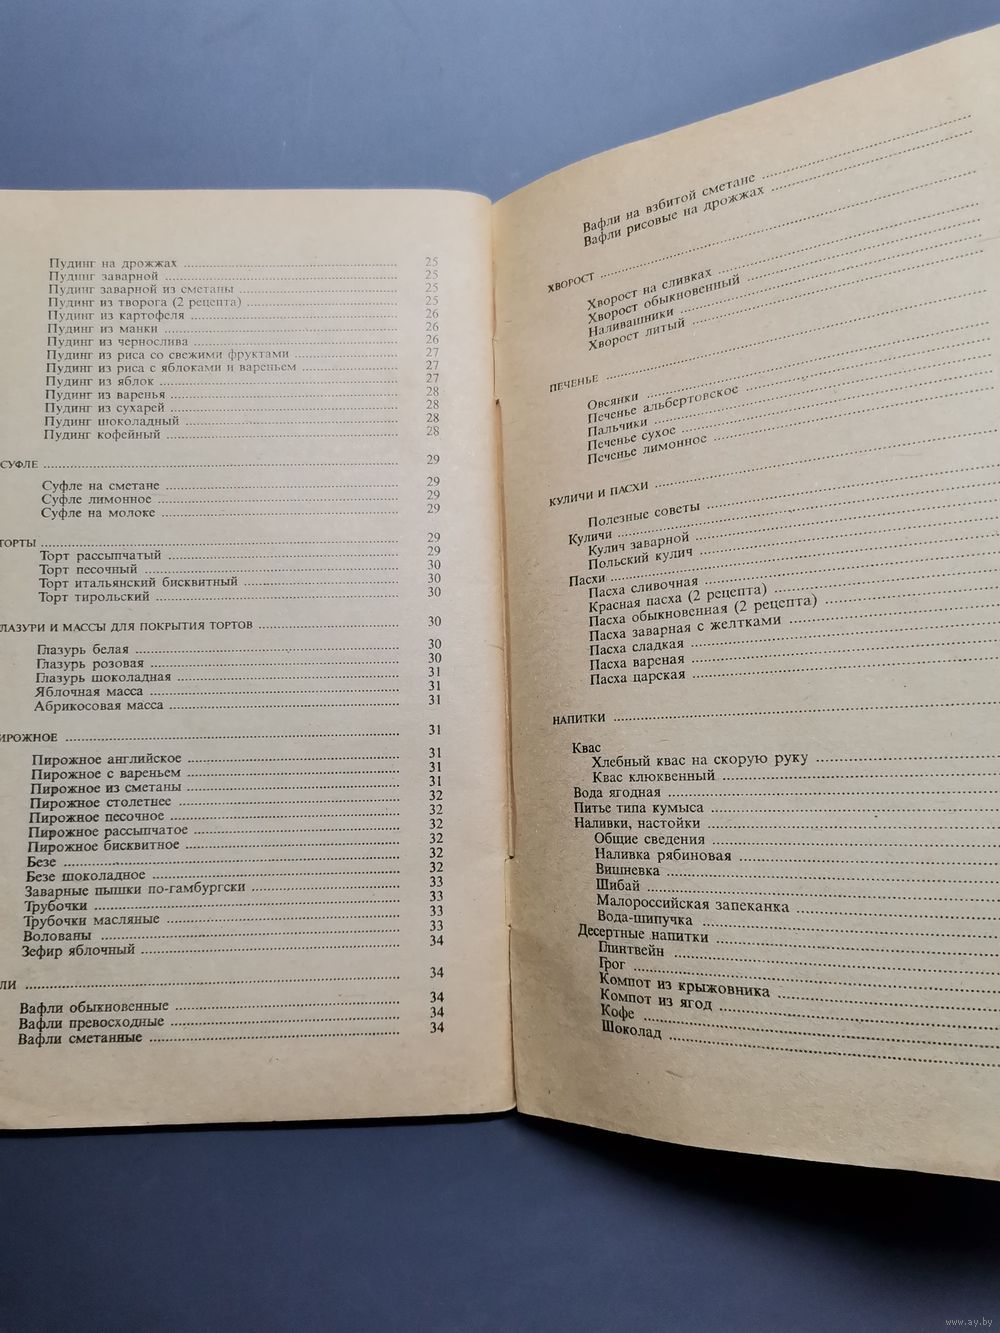 Пудинг на дрожжах ........ 25
Пудинг заварной ........ 25
Пудинг заварной из сметаны ........ 25
Пудинг из творога (2 рецепта) ........ 25
Пудинг из картофеля ........ 26
Пудинг из манки ........ 26
Пудинг из чернослива ........ 26
Пудинг из риса со свежими фруктами ........ 27
Пудинг из риса с яблоками и вареньем ........ 27
Пудинг из яблок ........ 27
Пудинг из варенья ........ 28
Пудинг из сухарей ........ 28
Пудинг шоколадный ........ 28
Пудинг кофейный ........ 28
СУФЛЕ ........ 29
Суфле на сметане ........ 29
Суфле лимонное ........ 29
Суфле на молоке ........ 29
ТОРТЫ ........ 29
Торт рассыпчатый ........ 29
Торт песочный ........ 30
Торт итальянский бисквитный ........ 30
Торт тирольский ........ 30
ЛАЗУРИ И МАССЫ ДЛЯ ПОКРЫТИЯ ТОРТОВ ........ 30
Глазурь белая ........ 30
Глазурь розовая ........ 30
Глазурь шоколадная ........ 31
Яблочная масса ........ 31
Абрикосовая масса ........ 31
ИРОЖНОЕ ........ 31
Пирожное английское ........ 31
Пирожное с вареньем ........ 31
Пирожное из сметаны ........ 31
Пирожное столетнее ........ 32
Пирожное песочное ........ 32
Пирожное рассыпчатое ........ 32
Пирожное бисквитное ........ 32
Безе ........ 32
Безе шоколадное ........ 32
Заварные пышки по-гамбургски ........ 33
Трубочки ........ 33
Трубочки масляные ........ 33
Волованы ........ 33
Зефир яблочный ........ 34
ЛИ ........ 34
Вафли обыкновенные ........ 34
Вафли превосходные ........ 34
Вафли сметанные ........ 34
Вафли на взбитой сметане ........
Вафли рисовые на дрожжах ........
ХВОРОСТ ........
Хворост на сливках ........
Хворост обыкновенный ........
Наливашники ........
Хворост литый ........
ПЕЧЕНЬЕ ........
Овсянки ........
Печенье альбертовское ........
Пальчики ........
Печенье сухое ........
Печенье лимонное ........
КУЛИЧИ И ПАСХИ ........
Полезные советы ........
Куличи ........
Кулич заварной ........
Польский кулич ........
Пасхи ........
Пасха сливочная ........
Красная пасха (2 рецепта) ........
Пасха обыкновенная (2 рецепта) ........
Пасха заварная с желтками ........
Пасха сладкая ........
Пасха вареная ........
Пасха царская ........
НАПИТКИ ........
Квас
Хлебный квас на скорую руку ........
Квас клюквенный ........
Вода ягодная ........
Питье типа кумыса ........
Наливки, настойки ........
Общие сведения ........
Наливка рябиновая ........
Вишневка ........
Шибай ........
Малороссийская запеканка ........
Вода-шипучка ........
Десертные напитки ........
Глинтвейн ........
Грог ........
Компот из крыжовника ........
Компот из ягод ........
Кофе ........
Шоколад ........
www.ay.by